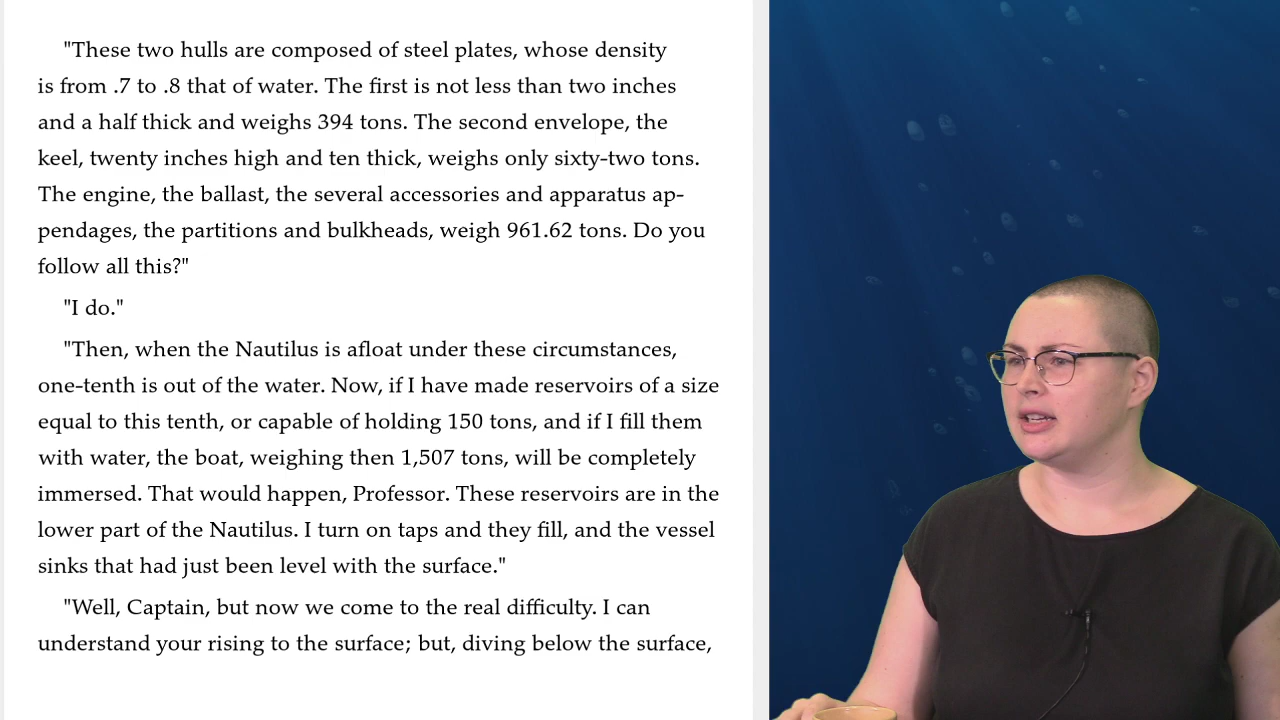 "These two hulls are composed of steel plates, whose density
is from .7 to .8 that of water. The first is not less than two inches
and a half thick and weighs 394 tons. The second envelope, the
keel, twenty inches high and ten thick, weighs only sixty-two tons.
The engine, the ballast, the several accessories and apparatus ap-
pendages, the partitions and bulkheads, weigh 961.62 tons. Do you
follow all this?"
"I do."
"Then, when the Nautilus is afloat under these circumstances,
one-tenth is out of the water. Now, if I have made reservoirs of a size
equal to this tenth, or capable of holding 150 tons, and if I fill them
with water, the boat, weighing then 1,507 tons, will be completely
immersed. That would happen, Professor. These reservoirs are in the
lower part of the Nautilus. I turn on taps and they fill, and the vessel
sinks that had just been level with the surface."
"Well, Captain, but now we come to the real difficulty. I can
understand your rising to the surface; but, diving below the surface,